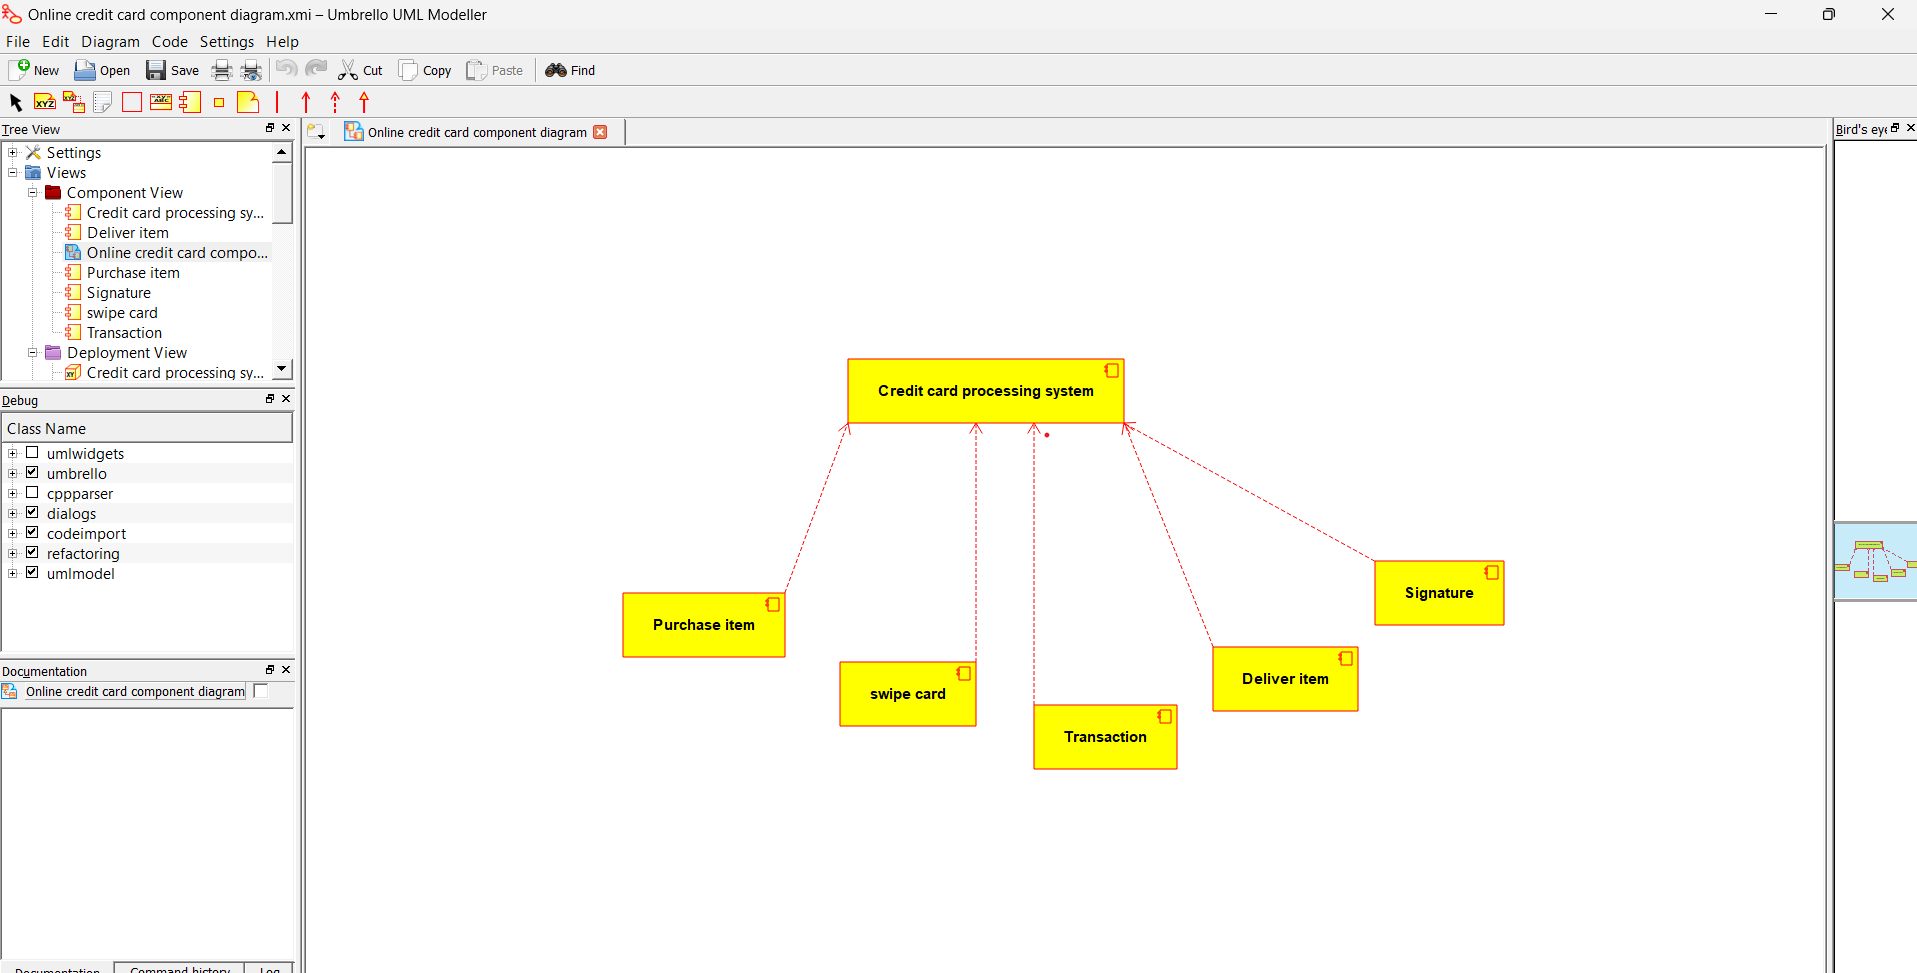 Online credit card component diagram.xmi – Umbrello UML Modeller
File Edit Diagram Code Settings Help
New Open Save Cut Copy Paste Find
XYZ
Tree View
Settings
Views
Component View
Credit card processing sy...
Deliver item
Online credit card compo...
Purchase item
Signature
swipe card
Transaction
Deployment View
Credit card processing sy...
Debug
Class Name
umlwidgets
umbrello
cppparser
dialogs
codeimport
refactoring
umlmodel
Documentation
Online credit card component diagram
Documentation Command history Log
Online credit card component diagram
Credit card processing system
Purchase item
swipe card
Transaction
Deliver item
Signature
Bird's eye